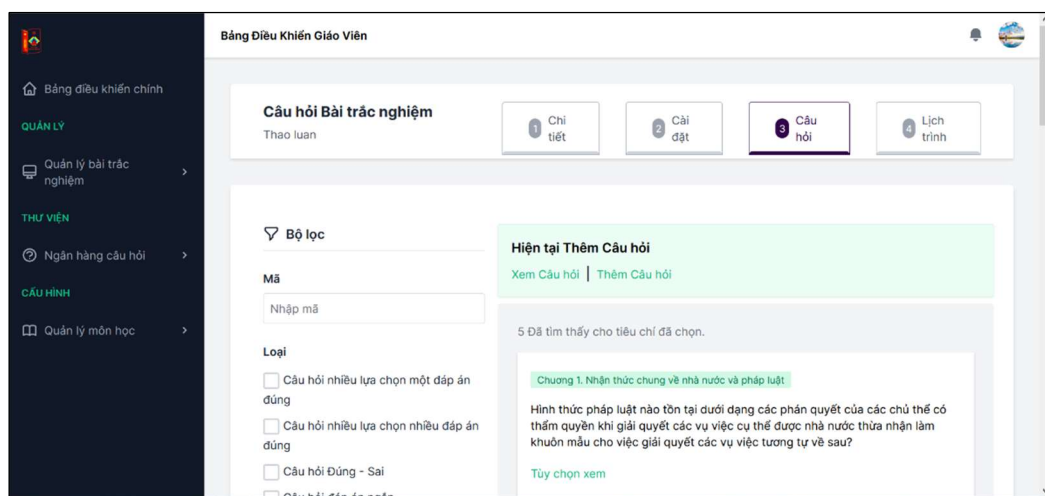 Bảng Điều Khiển Giáo Viên
Bảng điều khiển chính
QUẢN LÝ
Quản lý bài trắc
nghiệm
THƯ VIỆN
Ngân hàng câu hỏi
CẤU HÌNH
Quản lý môn học
Câu hỏi Bài trắc nghiệm
Thao luan
1 Chi
tiết
2 Cài
đặt
3 Câu
hỏi
4 Lịch
trình
Bộ lọc
Mã
Nhập mã
Loại
Câu hỏi nhiều lựa chọn một đáp án
đúng
Câu hỏi nhiều lựa chọn nhiều đáp án
đúng
Câu hỏi Đúng - Sai
Câu hỏi đáp án ngắn
Hiện tại Thêm Câu hỏi
Xem Câu hỏi | Thêm Câu hỏi
5 Đã tìm thấy cho tiêu chí đã chọn.
Chương 1. Nhận thức chung về nhà nước và pháp luật
Hình thức pháp luật nào tồn tại dưới dạng các phán quyết của các chủ thể có
thẩm quyền khi giải quyết các vụ việc cụ thể được nhà nước thừa nhận làm
khuôn mẫu cho việc giải quyết các vụ việc tương tự về sau?
Tùy chọn xem